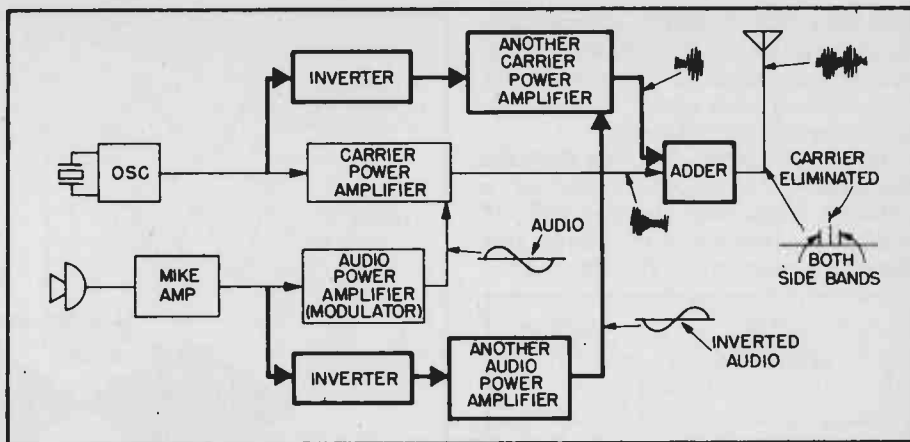 INVERTER
ANOTHER
CARRIER
POWER
AMPLIFIER
OSC
CARRIER
POWER
AMPLIFIER
ADDER
CARRIER
ELIMINATED
BOTH
SIDE BANDS
AUDIO
MIKE
AMP
AUDIO
POWER
AMPLIFIER
(MODULATOR)
INVERTED
AUDIO
INVERTER
ANOTHER
AUDIO
POWER
AMPLIFIER